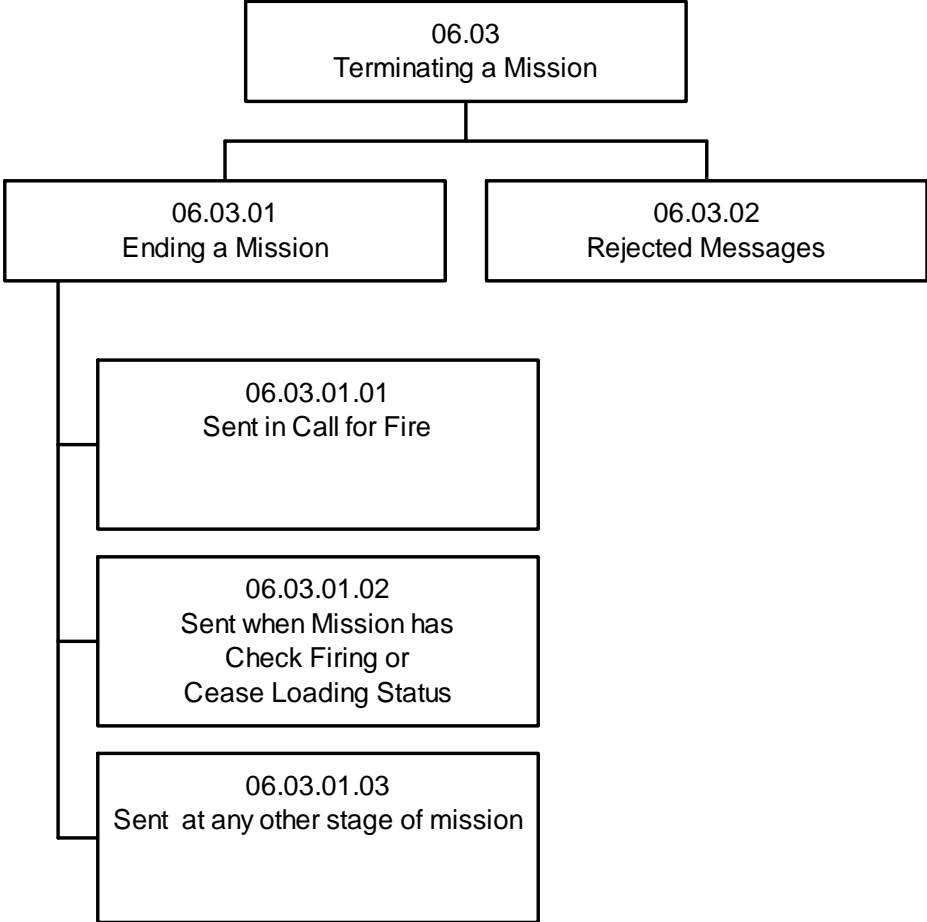 06.03
Terminating a Mission
06.03.01
Ending a Mission
06.03.02
Rejected Messages
06.03.01.01
Sent in Call for Fire
06.03.01.02
Sent when Mission has
Check Firing or
Cease Loading Status
06.03.01.03
Sent at any other stage of mission